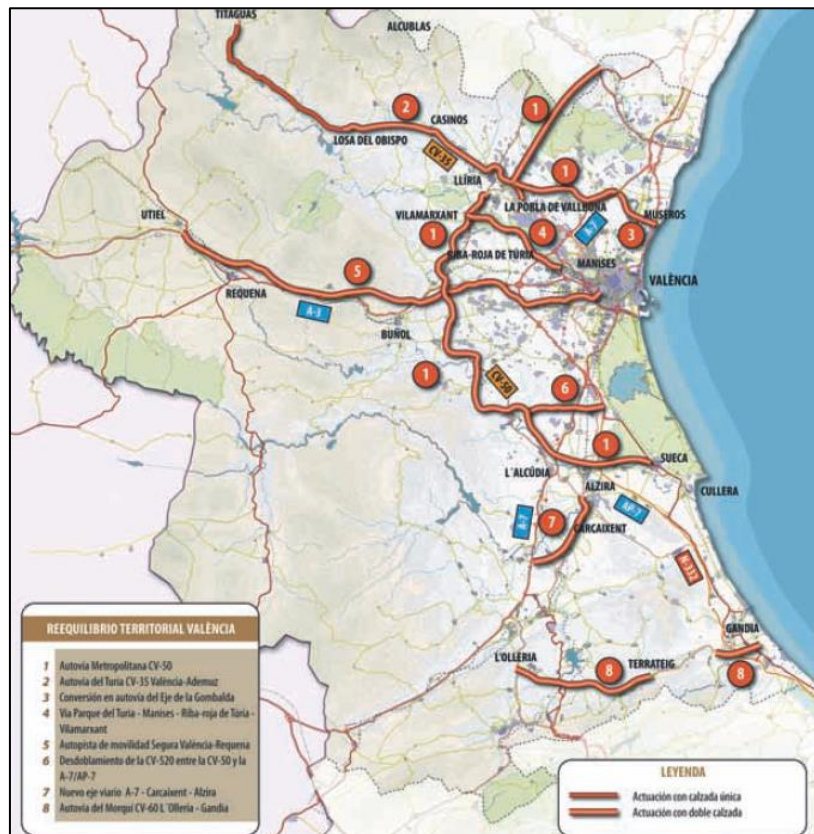 TITAGUAS
ALCUBLAS
1
2
CASINOS
LOSA DEL OBISPO
CV-35
LLÍRIA
1
LA POBLA DE VALLBONA
VILAMARXANT
MUSEROS
UTIEL
1
4
A-7
3
RIBA-ROJA DE TÚRIA
MANISES
5
VALÈNCIA
REQUENA
A-3
BUÑOL
1
CV-50
6
1
L´ALCÚDIA
SUECA
ALZIRA
CULLERA
A-7
7
AP-7
CARCAIXENT
N-332
GANDIA
L'OLLERIA
8
TERRATEIG
8
REEQUILIBRIO TERRITORIAL VALÈNCIA
1 Autovía Metropolitana CV-50
2 Autovía del Turia CV-35 València-Ademuz
3 Conversión en autovía del Eje de la Gombalda
4 Vía Parque del Turia - Manises - Riba-roja de Túria -
Vilamarxant
5 Autopista de movilidad Segura València-Requena
6 Desdoblamiento de la CV-520 entre la CV-50 y la
A-7/AP-7
7 Nuevo eje viario A-7 - Carcaixent - Alzira
8 Autovía del Morquí CV-60 L´Olleria - Gandia
LEYENDA
Actuación con calzada única
Actuación con doble calzada